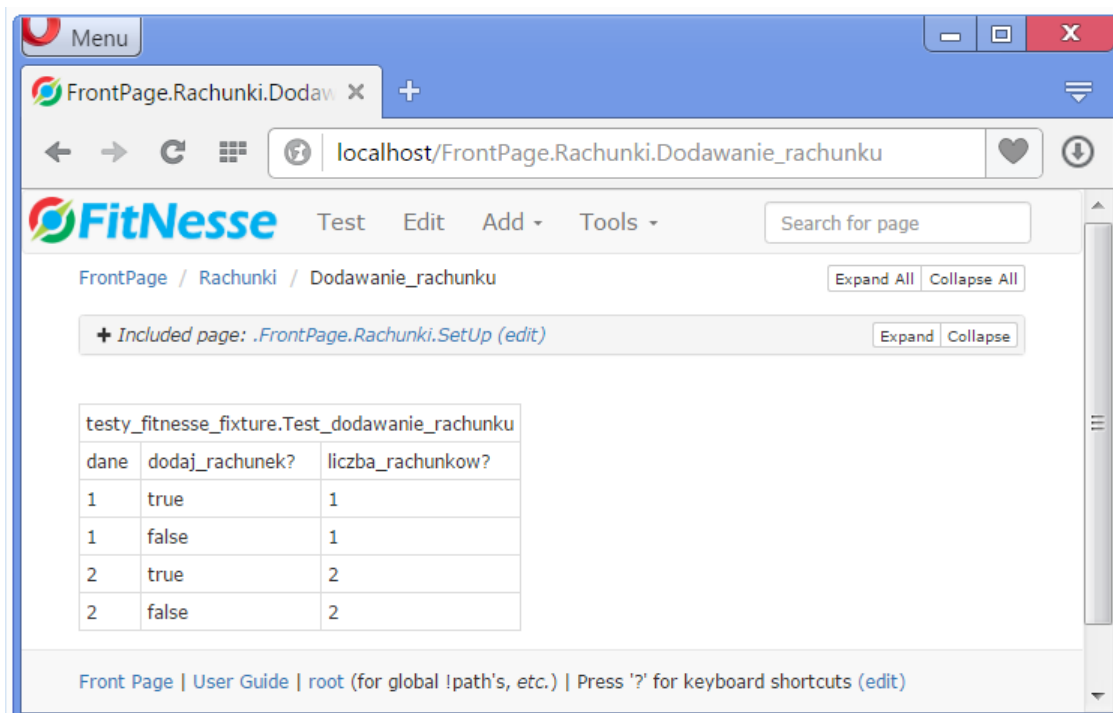 Menu
FrontPage.Rachunki.Dodaw
localhost/FrontPage.Rachunki.Dodawanie_rachunku
FitNesse Test Edit Add Tools Search for page
FrontPage / Rachunki / Dodawanie_rachunku Expand All Collapse All
Included page: .FrontPage.Rachunki.SetUp (edit) Expand Collapse
testy_fitnesse_fixture.Test_dodawanie_rachunku
dane dodaj_rachunek? liczba_rachunkow?
1 true 1
1 false 1
2 true 2
2 false 2
Front Page | User Guide | root (for global !path's, etc.) | Press '?' for keyboard shortcuts (edit)